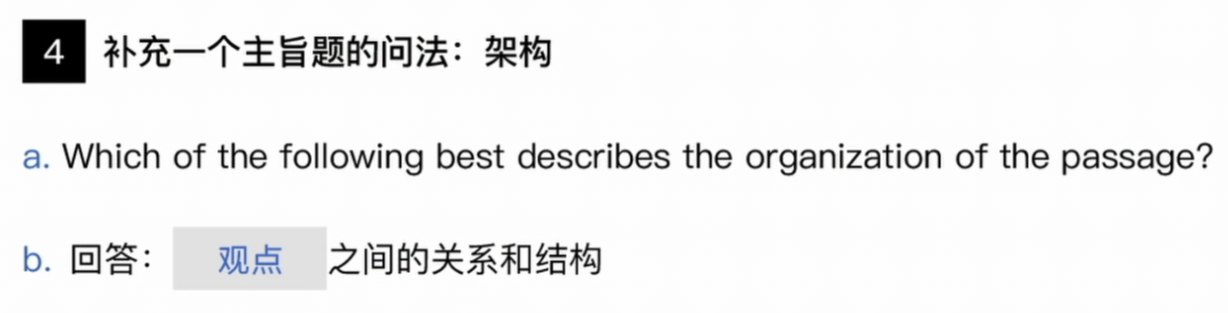 4 补充一个主旨题的问法：架构
a. Which of the following best describes the organization of the passage?
b. 回答： 观点 之间的关系和结构